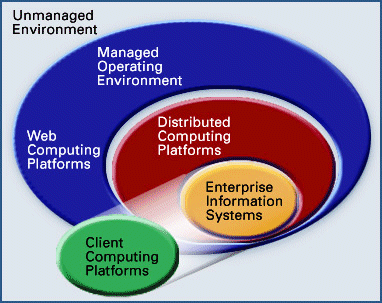 Unmanaged
Environment
Managed
Operating
Environment
Web
Computing
Platforms
Distributed
Computing
Platforms
Enterprise
Information
Systems
Client
Computing
Platforms